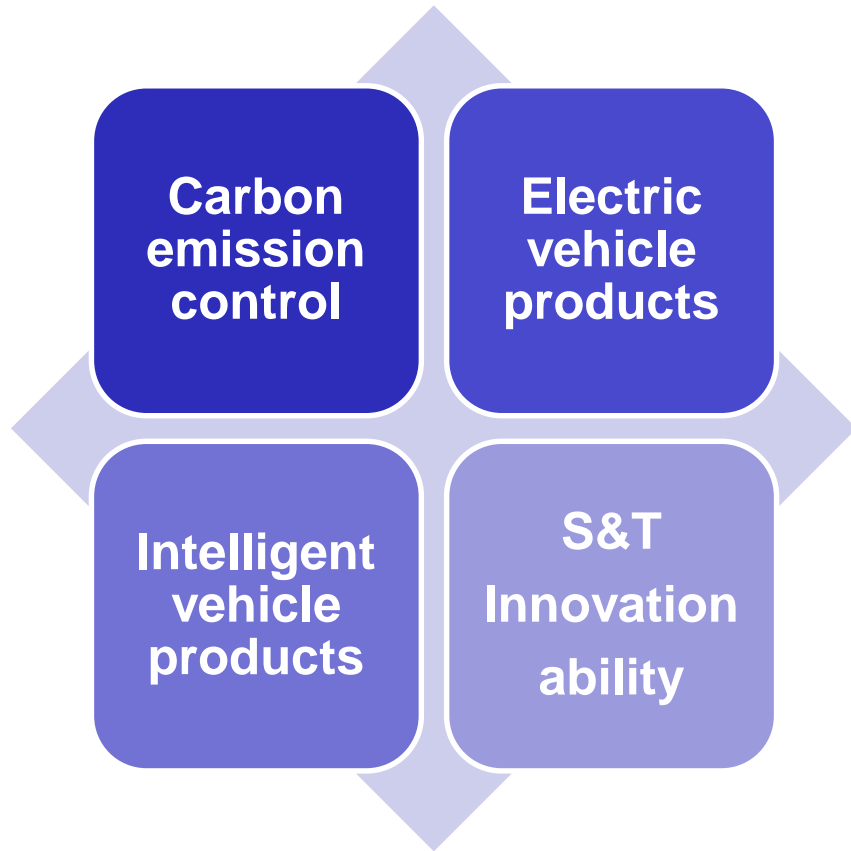 Carbon
emission
control
Electric
vehicle
products
Intelligent
vehicle
products
S&T
Innovation
ability